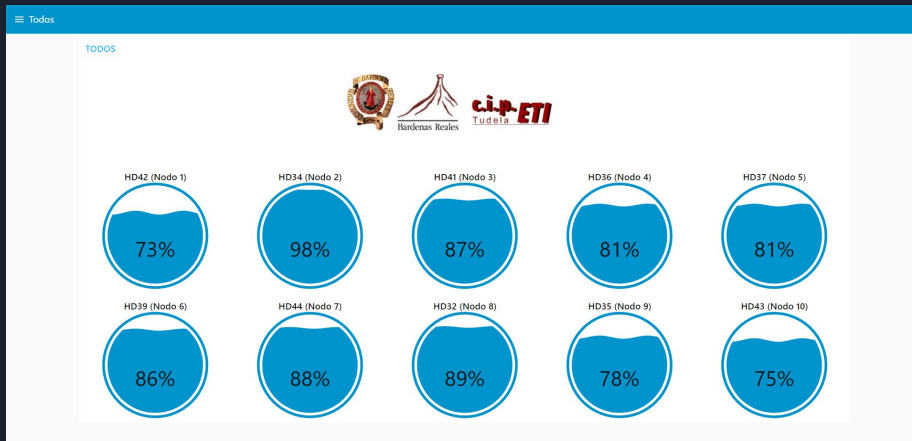 ≡ Todos
TODOS
Bardenas Reales
c.i.p. ETI
Tudela
HD42 (Nodo 1)
HD34 (Nodo 2)
HD41 (Nodo 3)
HD36 (Nodo 4)
HD37 (Nodo 5)
73%
98%
87%
81%
81%
HD39 (Nodo 6)
HD44 (Nodo 7)
HD32 (Nodo 8)
HD35 (Nodo 9)
HD43 (Nodo 10)
86%
88%
89%
78%
75%